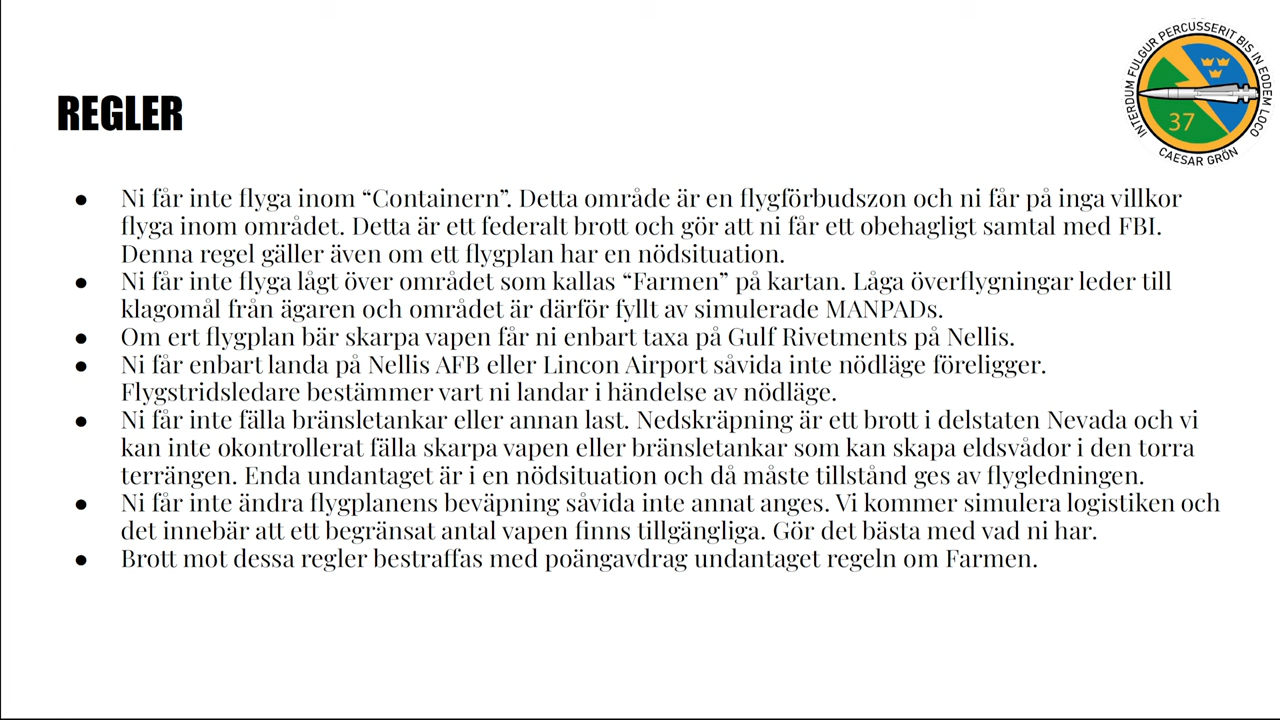 REGLER
INTERDUM FULGUR PERCUSSERIT BIS IN EODEM LOCO
37
CAESAR GRÖN
● Ni får inte flyga inom “Containern”. Detta område är en flygförbudszon och ni får på inga villkor
flyga inom området. Detta är ett federalt brott och gör att ni får ett obehagligt samtal med FBI.
Denna regel gäller även om ett flygplan har en nödsituation.
● Ni får inte flyga lågt över området som kallas “Farmen” på kartan. Låga överflygningar leder till
klagomål från ägaren och området är därför fyllt av simulerade MANPADs.
● Om ert flygplan bär skarpa vapen får ni enbart taxa på Gulf Rivetments på Nellis.
● Ni får enbart landa på Nellis AFB eller Lincon Airport såvida inte nödläge föreligger.
Flygstridsledare bestämmer vart ni landar i händelse av nödläge.
● Ni får inte fälla bränsletankar eller annan last. Nedskräpning är ett brott i delstaten Nevada och vi
kan inte okontrollerat fälla skarpa vapen eller bränsletankar som kan skapa eldsvådor i den torra
terrängen. Enda undantaget är i en nödsituation och då måste tillstånd ges av flygledningen.
● Ni får inte ändra flygplanens beväpning såvida inte annat anges. Vi kommer simulera logistiken och
det innebär att ett begränsat antal vapen finns tillgängliga. Gör det bästa med vad ni har.
● Brott mot dessa regler bestraffas med poängavdrag undantaget regeln om Farmen.